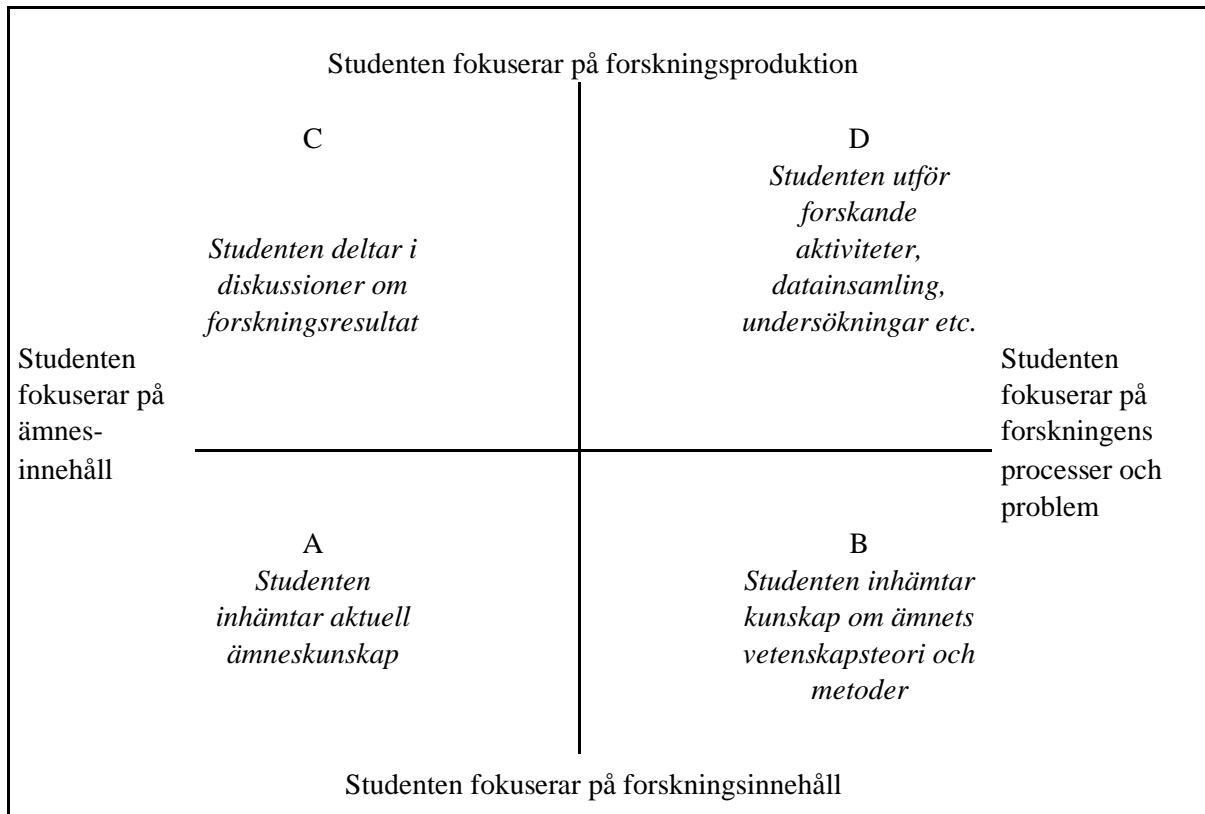 Studenten fokuserar på forskningsproduktion
C
Studenten deltar i
diskussioner om
forskningsresultat
D
Studenten utför
forskande
aktiviteter,
datainsamling,
undersökningar etc.
Studenten
fokuserar på
ämnes-
innehåll
Studenten
fokuserar på
forskningens
processer och
problem
A
Studenten
inhämtar aktuell
ämneskunskap
B
Studenten inhämtar
kunskap om ämnets
vetenskapsteori och
metoder
Studenten fokuserar på forskningsinnehåll